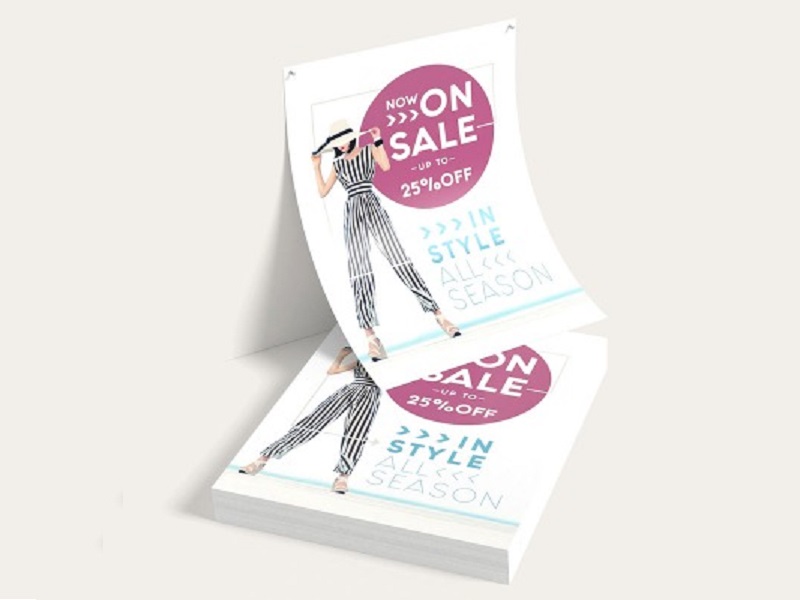 NOW ON
>>> SALE
-UP TO-
25%OFF
>>> IN
STYLE
ALL <<<
SEASON
ON
SALE
-UP TO-
25%OFF
>>> IN
STYLE
ALL <<<
SEASON